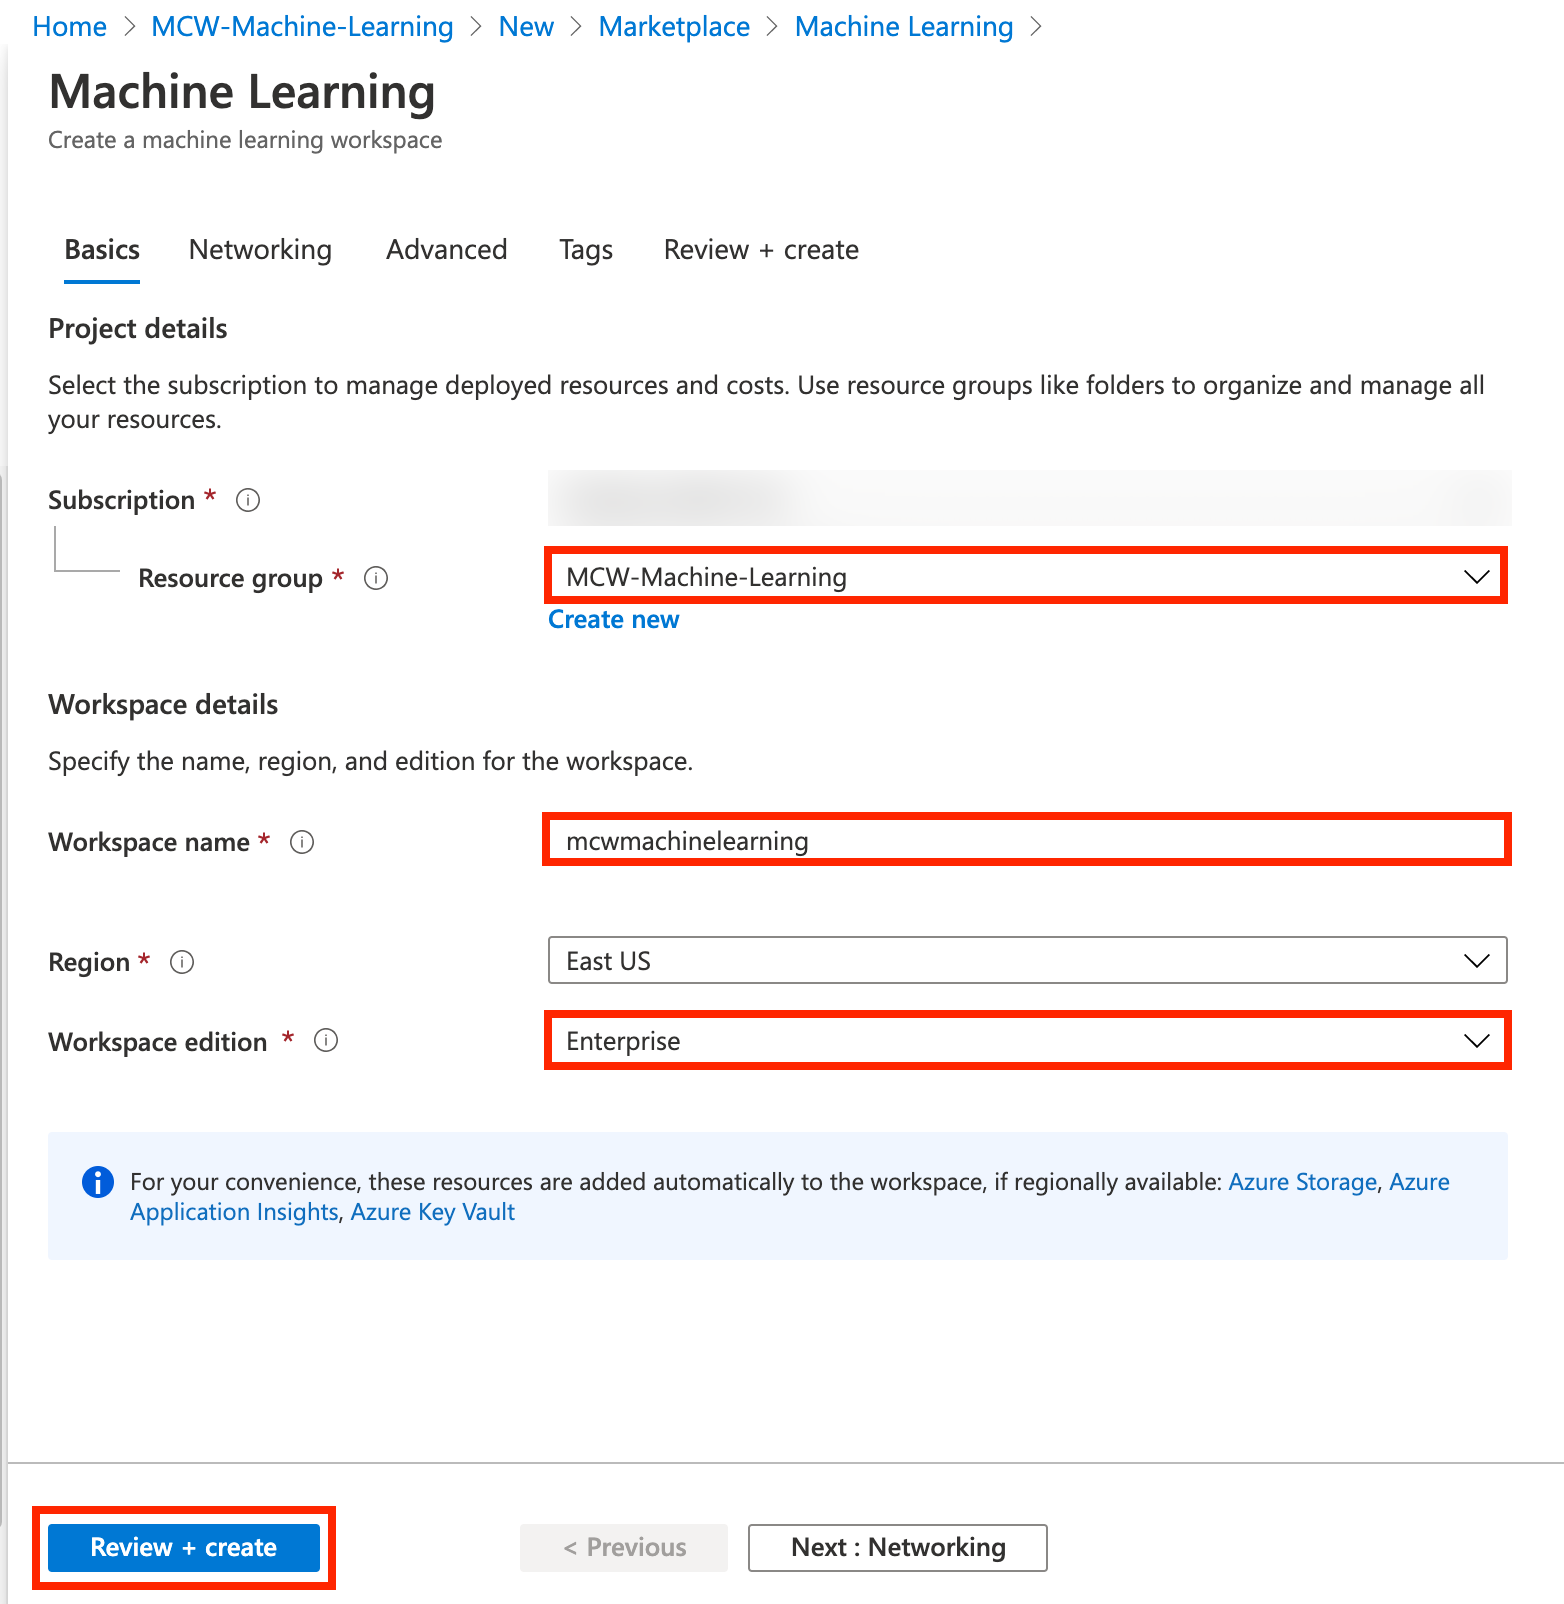 Home > MCW-Machine-Learning > New > Marketplace > Machine Learning >
Machine Learning
Create a machine learning workspace
Basics Networking Advanced Tags Review + create
Project details
Select the subscription to manage deployed resources and costs. Use resource groups like folders to organize and manage all
your resources.
Subscription *
Resource group * MCW-Machine-Learning
Create new
Workspace details
Specify the name, region, and edition for the workspace.
Workspace name * mcwmachinelearning
Region * East US
Workspace edition * Enterprise
For your convenience, these resources are added automatically to the workspace, if regionally available: Azure Storage, Azure
Application Insights, Azure Key Vault
Review + create < Previous Next : Networking